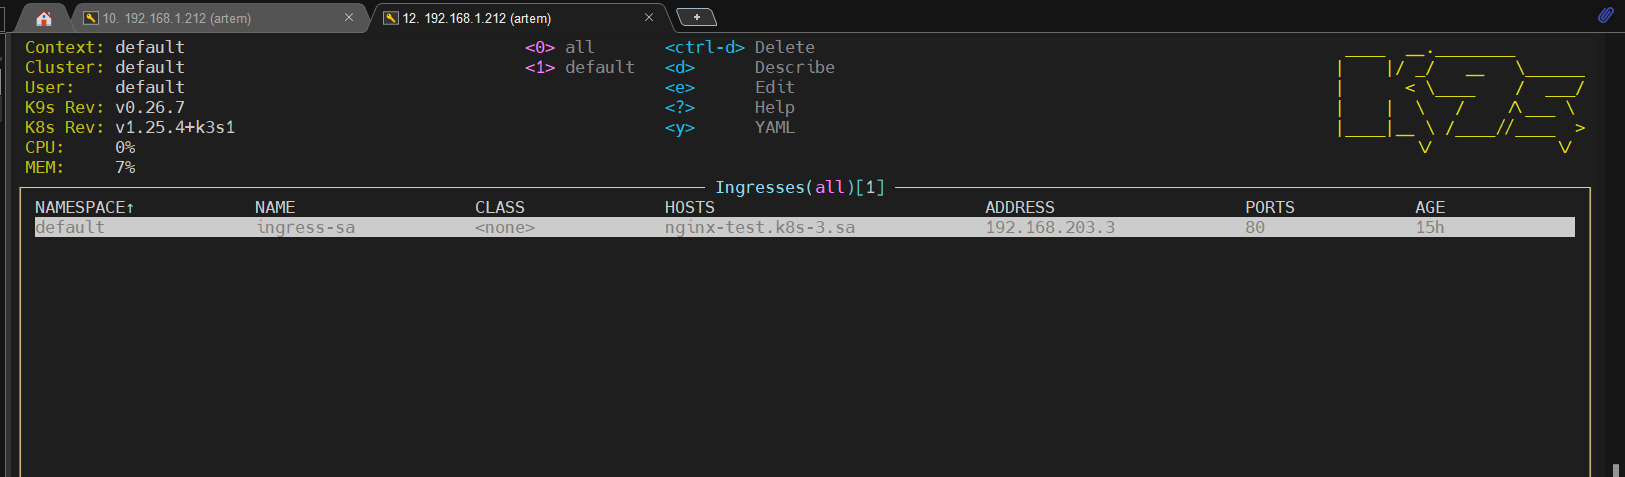 10. 192.168.1.212 (artem)
12. 192.168.1.212 (artem)
Context: default <0> all <ctrl-d> Delete
Cluster: default <1> default <d> Describe
User: default <e> Edit
K9s Rev: v0.26.7 <?> Help
K8s Rev: v1.25.4+k3s1 <y> YAML
CPU: 0%
MEM: 7%
Ingresses(all)[1]
NAMESPACE↑ NAME CLASS HOSTS ADDRESS PORTS AGE
default ingress-sa <none> nginx-test.k8s-3.sa 192.168.203.3 80 15h